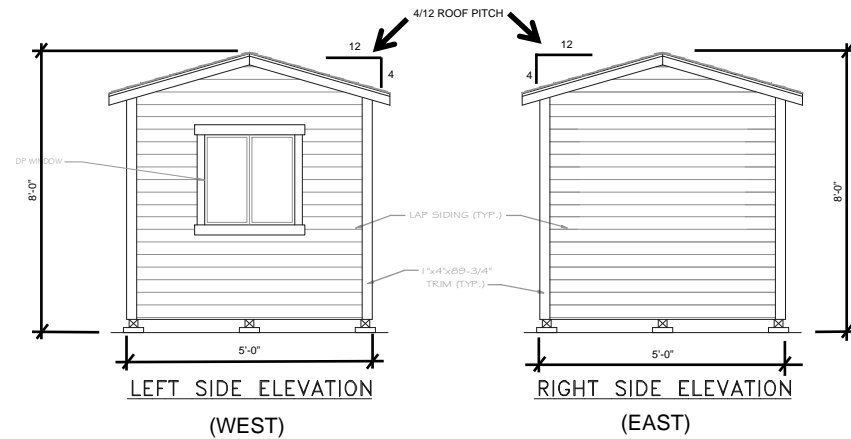 4/12 ROOF PITCH
12
4
12
4
DP WINDOW
8'-0"
8'-0"
LAP SIDING (TYP.)
1"x4"x89-3/4"
TRIM (TYP.)
5'-0"
5'-0"
LEFT SIDE ELEVATION
RIGHT SIDE ELEVATION
(WEST)
(EAST)